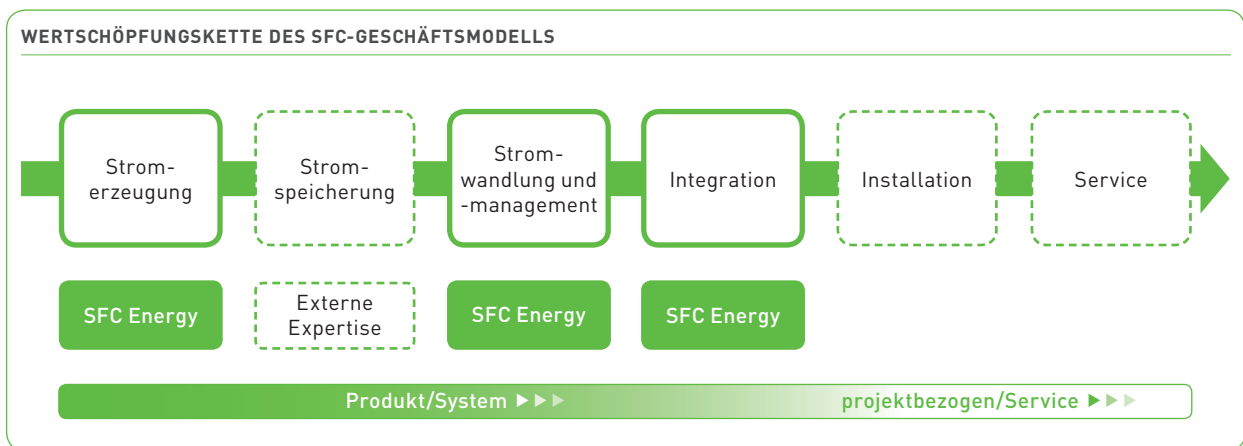 WERTSCHÖPFUNGSKETTE DES SFC-GESCHÄFTSMODELLS
Strom-
erzeugung
Strom-
speicherung
Strom-
wandlung und
-management
Integration
Installation
Service
SFC Energy
Externe
Expertise
SFC Energy
SFC Energy
Produkt/System
projektbezogen/Service